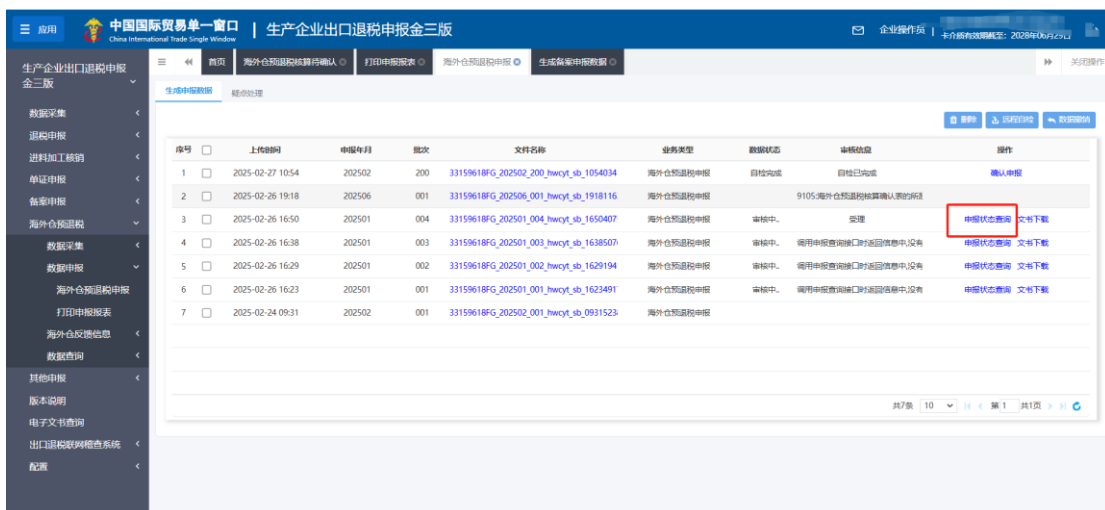 应用 中国国际贸易单一窗口 China International Trade Single Window | 生产企业出口退税申报金三版 企业操作员 | 卡介质有效期截至: 2028年06月29日
生产企业出口退税申报金三版
首页 海外仓预退税核算待确认 打印申报报表 海外仓预退税申报 生成备案申报数据 关闭操作
生成申报数据 疑点处理
数据采集
退税申报
进料加工核销
单证申报
备案申报
海外仓预退税
数据采集
数据申报
海外仓预退税申报
打印申报报表
海外仓反馈信息
数据查询
其他申报
版本说明
电子文书查询
出口退税联网稽查系统
配置
删除 远程自检 数据撤销
序号 上传时间 申报年月 批次 文件名称 业务类型 数据状态 审核信息 操作
1 2025-02-27 10:54 202502 200 33159618FG_202502_200_hwcyt_sb_1054034 海外仓预退税申报 自检完成 自检已完成 确认申报
2 2025-02-26 19:18 202506 001 33159618FG_202506_001_hwcyt_sb_1918116 海外仓预退税申报 9105:海外仓预退税核算确认表的所
3 2025-02-26 16:50 202501 004 33159618FG_202501_004_hwcyt_sb_1650407 海外仓预退税申报 审核中.. 受理 申报状态查询 文书下载
4 2025-02-26 16:38 202501 003 33159618FG_202501_003_hwcyt_sb_1638507 海外仓预退税申报 审核中.. 调用申报查询接口时返回信息中,没有 申报状态查询 文书下载
5 2025-02-26 16:29 202501 002 33159618FG_202501_002_hwcyt_sb_1629194 海外仓预退税申报 审核中.. 调用申报查询接口时返回信息中,没有 申报状态查询 文书下载
6 2025-02-26 16:23 202501 001 33159618FG_202501_001_hwcyt_sb_1623491 海外仓预退税申报 审核中.. 调用申报查询接口时返回信息中,没有 申报状态查询 文书下载
7 2025-02-24 09:31 202502 001 33159618FG_202502_001_hwcyt_sb_0931523 海外仓预退税申报
共7条 10 第 1 共1页